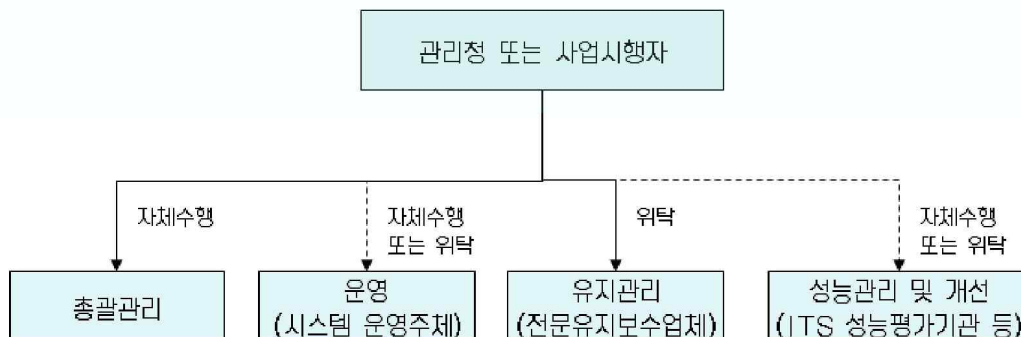 관리청 또는 사업시행자
자체수행
자체수행
또는 위탁
위탁
자체수행
또는 위탁
총괄관리
운영
(시스템 운영주체)
유지관리
(전문유지보수업체)
성능관리 및 개선
(ITS 성능평가기관 등)